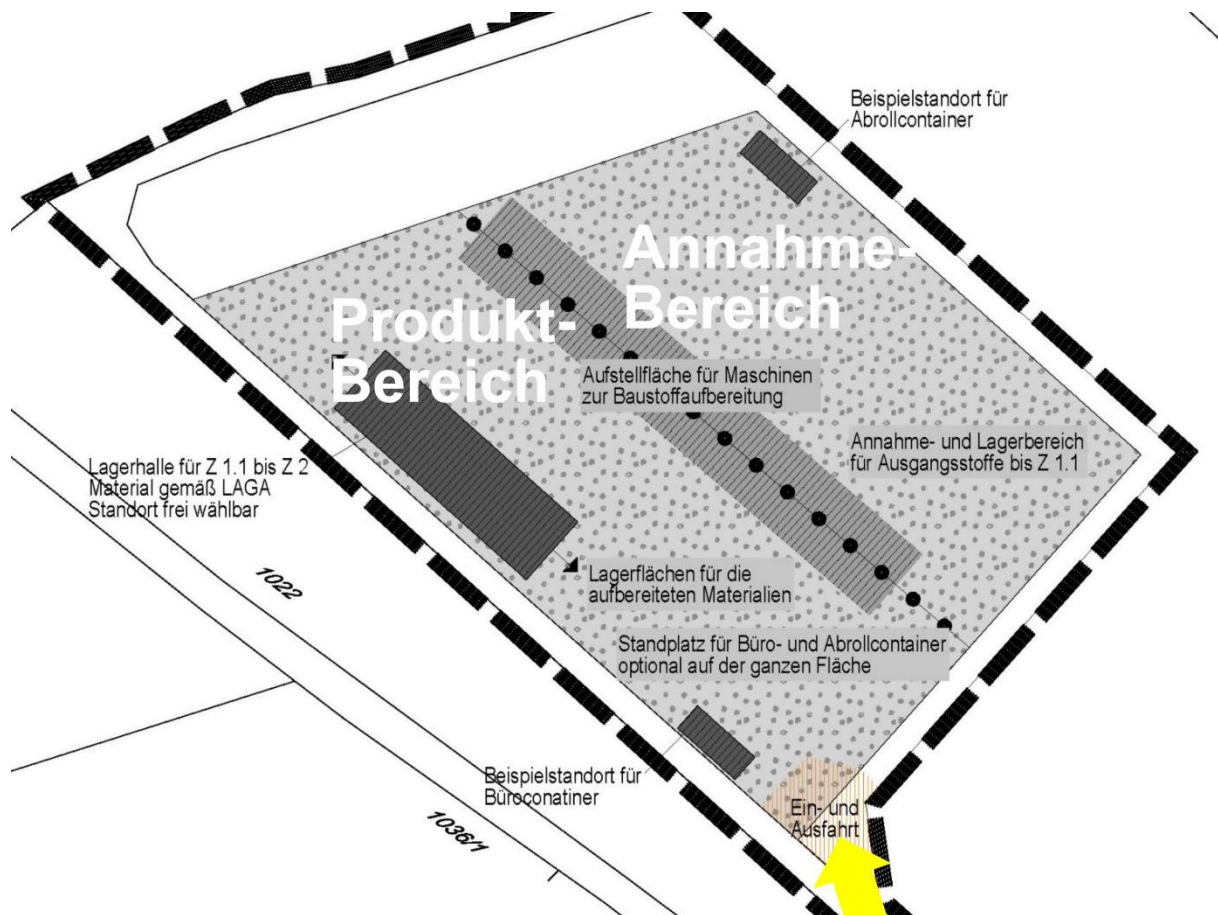 Beispielstandort für
Abrollcontainer
Annahme-
Bereich
Produkt-
Bereich
Aufstellfläche für Maschinen
zur Baustoffaufbereitung
Annahme- und Lagerbereich
für Ausgangsstoffe bis Z 1.1
Lagerhalle für Z 1.1 bis Z 2
Material gemäß LAGA
Standort frei wählbar
Lagerflächen für die
aufbereiteten Materialien
1022
Standplatz für Büro- und Abrollcontainer
optional auf der ganzen Fläche
Beispielstandort für
Büroconatiner
Ein- und
Ausfahrt
1036/1